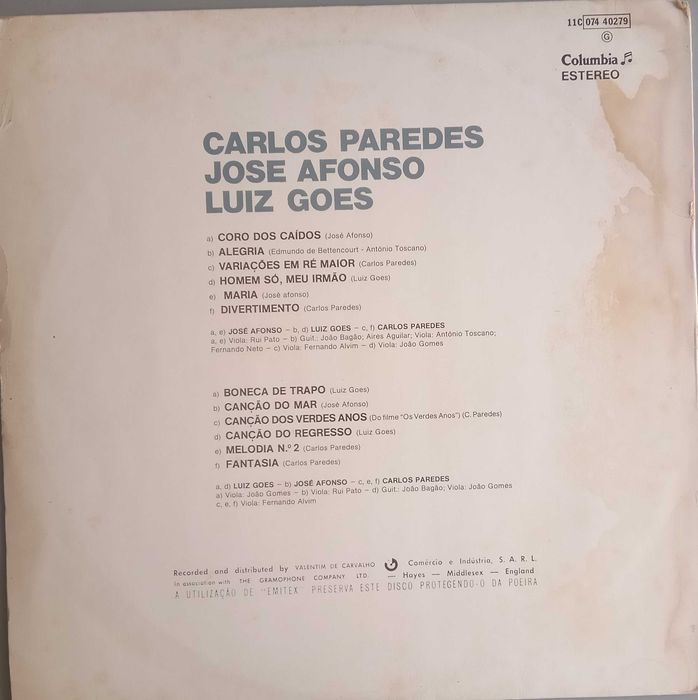 11C 074 40279
G
Columbia
ESTEREO
CARLOS PAREDES
JOSE AFONSO
LUIZ GOES
a) CORO DOS CAÍDOS (José Afonso)
b) ALEGRIA (Edmundo de Bettencourt - António Toscano)
c) VARIAÇÕES EM RÉ MAIOR (Carlos Paredes)
d) HOMEM SÓ, MEU IRMÃO (Luiz Goes)
e) MARIA (José afonso)
f) DIVERTIMENTO (Carlos Paredes)
a, e) JOSÉ AFONSO – b, d) LUIZ GOES – c, f) CARLOS PAREDES
a, e) Viola: Rui Pato – b) Guit.: João Bagão; Aires Aguilar; Viola: António Toscano;
Fernando Neto – c) Viola: Fernando Alvim – d) Viola: João Gomes
a) BONECA DE TRAPO (Luiz Goes)
b) CANÇÃO DO MAR (José Afonso)
c) CANÇÃO DOS VERDES ANOS (Do filme "Os Verdes Anos") (C. Paredes)
d) CANÇÃO DO REGRESSO (Luiz Goes)
e) MELODIA N.º 2 (Carlos Paredes)
f) FANTASIA (Carlos Paredes)
a, d) LUIZ GOES – b) JOSÉ AFONSO – c, e, f) CARLOS PAREDES
a) Viola: João Gomes – b) Viola: Rui Pato – d) Guit.: João Bagão; Viola: João Gomes
c, e, f) Viola: Fernando Alvim
Recorded and distributed by VALENTIM DE CARVALHO Comércio e Indústria, S. A. R. L.
In association with THE GRAMOPHONE COMPANY LTD. — Hayes — Middlesex — England
A UTILIZAÇÃO DE "EMITEX" PRESERVA ESTE DISCO PROTEGENDO-O DA POEIRA